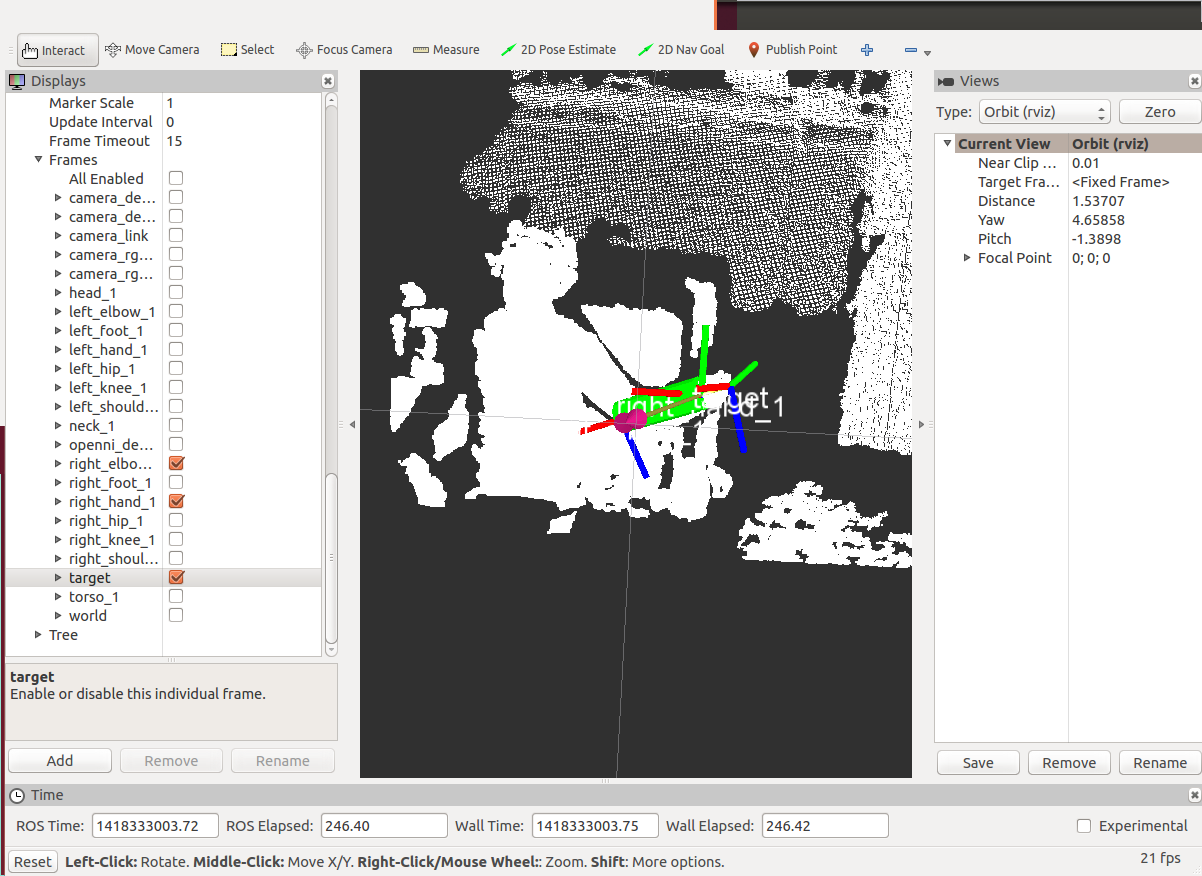 Interact Move Camera Select Focus Camera Measure 2D Pose Estimate 2D Nav Goal Publish Point
Displays
Marker Scale 1
Update Interval 0
Frame Timeout 15
Frames
All Enabled
camera_de...
camera_de...
camera_link
camera_rg...
camera_rg...
head_1
left_elbow_1
left_foot_1
left_hand_1
left_hip_1
left_knee_1
left_should...
neck_1
openni_de...
right_elbo...
right_foot_1
right_hand_1
right_hip_1
right_knee_1
right_shoul...
target
torso_1
world
Tree
target
Enable or disable this individual frame.
Add Remove Rename
target
Views
Type: Orbit (rviz) Zero
Current View Orbit (rviz)
Near Clip ... 0.01
Target Fra... <Fixed Frame>
Distance 1.53707
Yaw 4.65858
Pitch -1.3898
Focal Point 0; 0; 0
Save Remove Rename
Time
ROS Time: 1418333003.72 ROS Elapsed: 246.40 Wall Time: 1418333003.75 Wall Elapsed: 246.42 Experimental
Reset Left-Click: Rotate. Middle-Click: Move X/Y. Right-Click/Mouse Wheel:: Zoom. Shift: More options. 21 fps